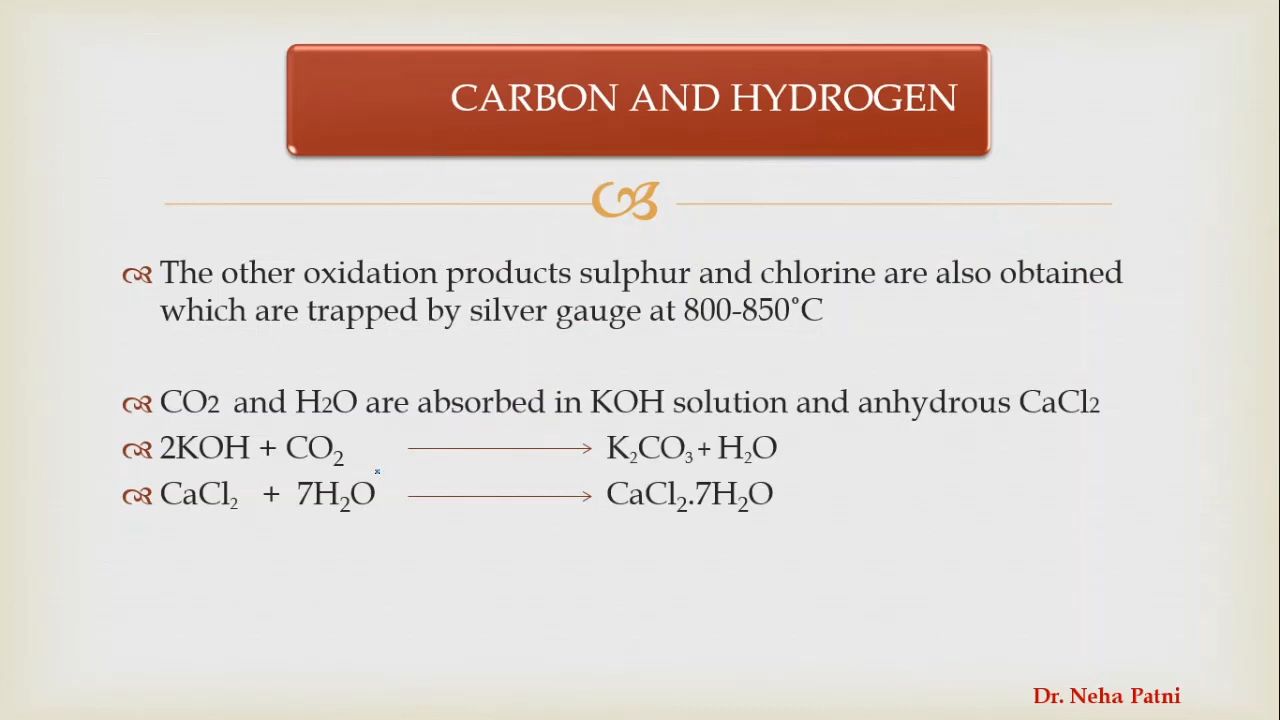 CARBON AND HYDROGEN
The other oxidation products sulphur and chlorine are also obtained
which are trapped by silver gauge at 800-850˚C
CO2 and H2O are absorbed in KOH solution and anhydrous CaCl2
2KOH + CO₂ → K₂CO₃ + H₂O
CaCl₂ + 7H₂O → CaCl₂.7H₂O
Dr. Neha Patni